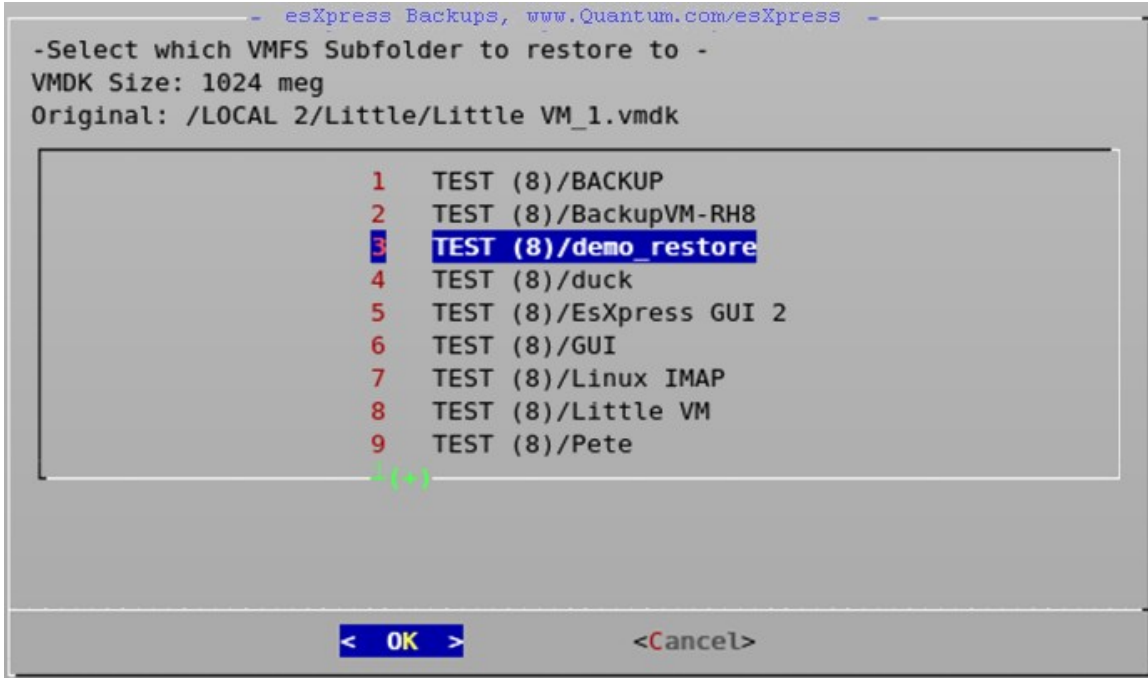 - esXpress Backups, www.Quantum.com/esXpress -
-Select which VMFS Subfolder to restore to -
VMDK Size: 1024 meg
Original: /LOCAL 2/Little/Little VM_1.vmdk
1 TEST (8)/BACKUP
2 TEST (8)/BackupVM-RH8
3 TEST (8)/demo_restore
4 TEST (8)/duck
5 TEST (8)/EsXpress GUI 2
6 TEST (8)/GUI
7 TEST (8)/Linux IMAP
8 TEST (8)/Little VM
9 TEST (8)/Pete
(+)
< OK > <Cancel>